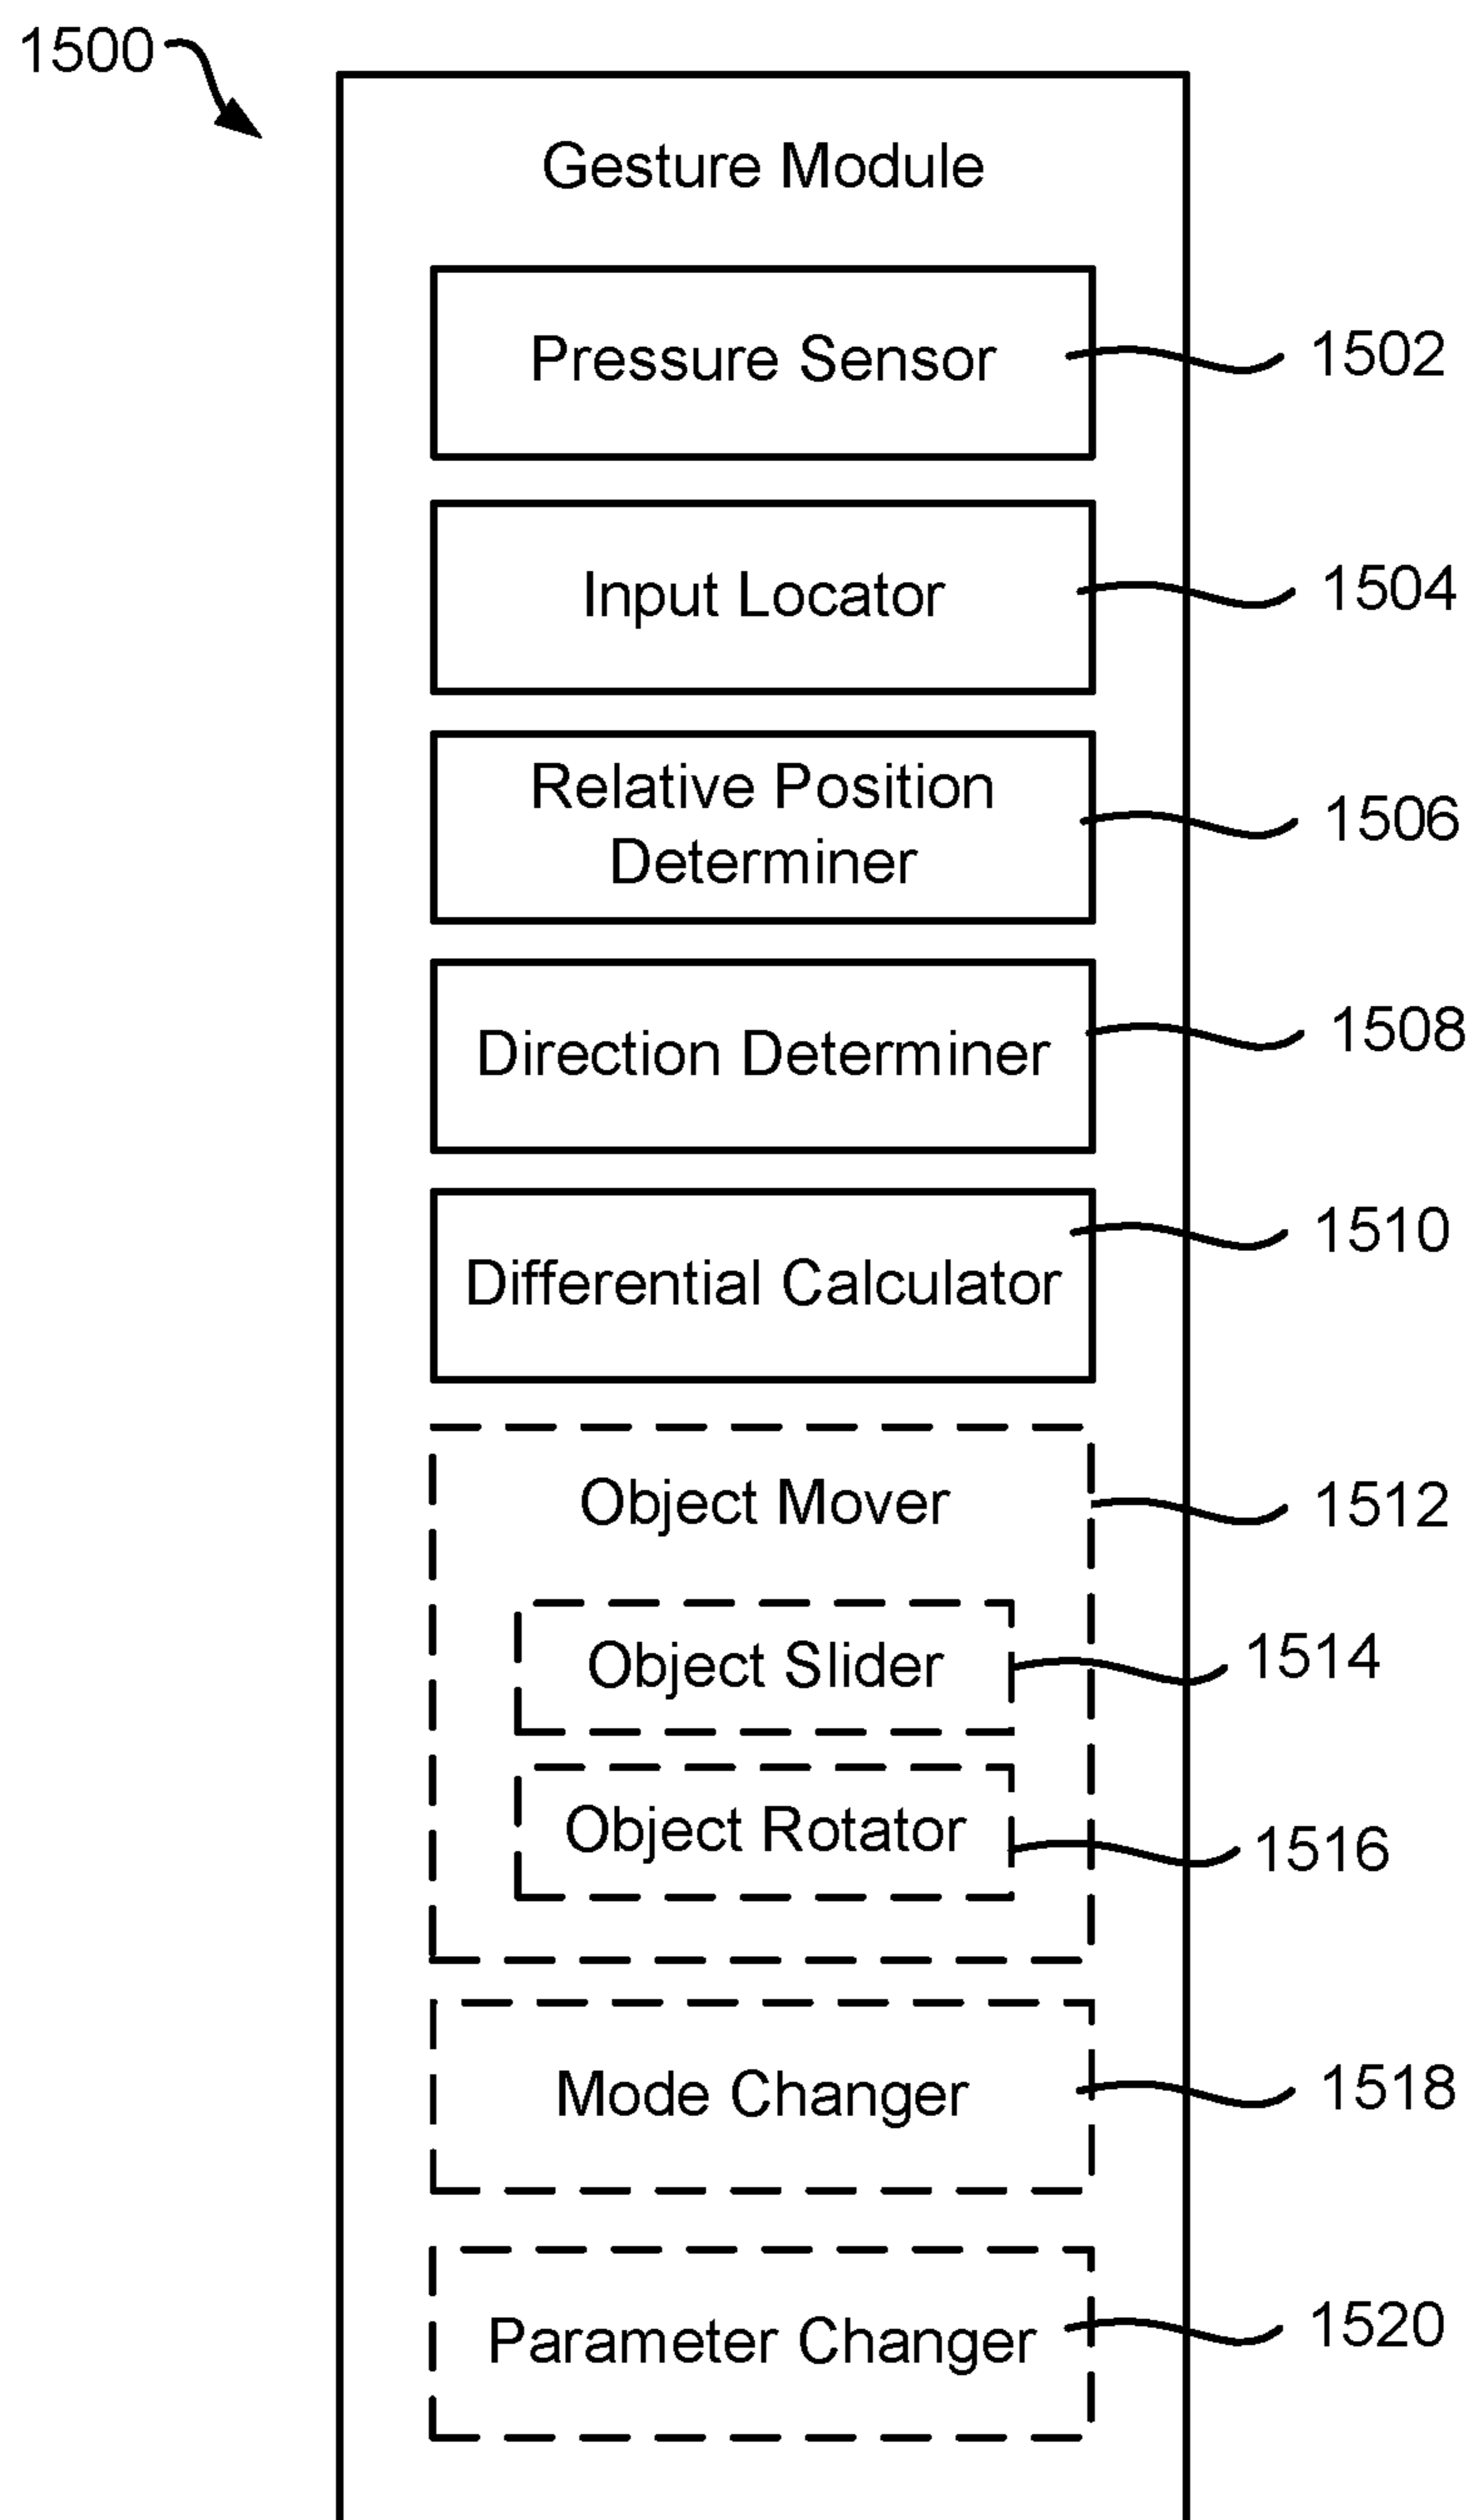 1500
Gesture Module
Pressure Sensor
1502
Input Locator
1504
Relative Position
Determiner
1506
Direction Determiner
1508
Differential Calculator
1510
Object Mover
1512
Object Slider
1514
Object Rotator
1516
Mode Changer
1518
Parameter Changer
1520